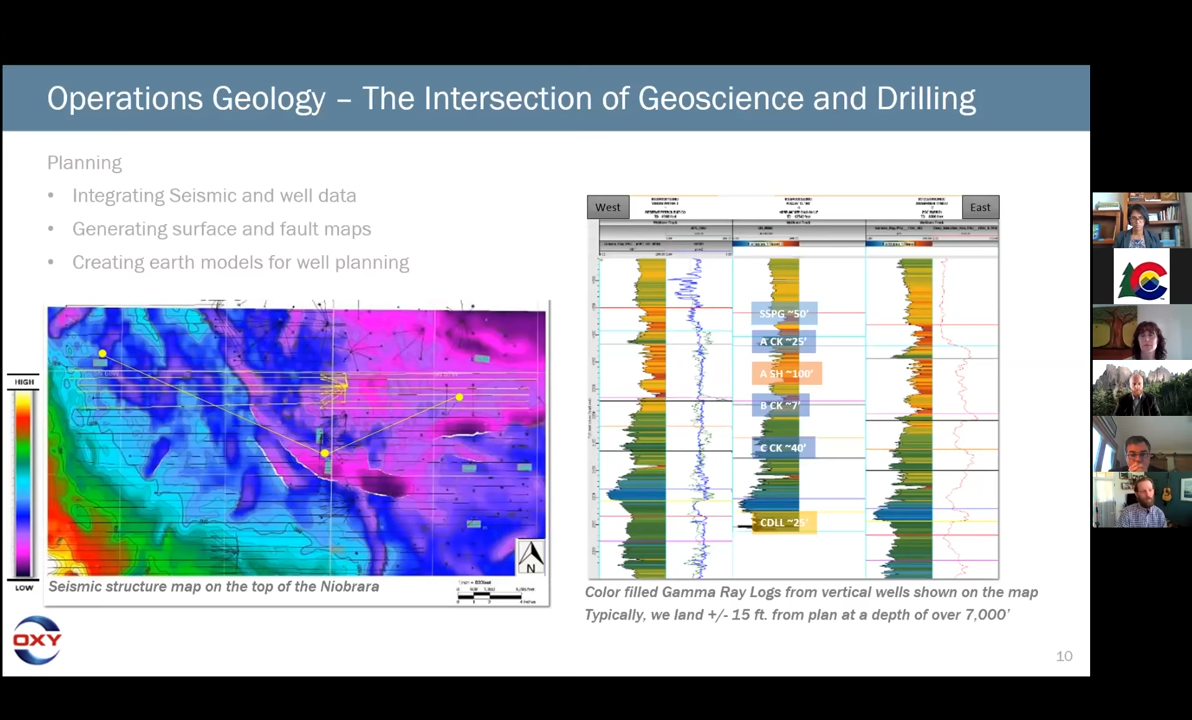 Operations Geology – The Intersection of Geoscience and Drilling
Planning
• Integrating Seismic and well data
• Generating surface and fault maps
• Creating earth models for well planning
HIGH
LOW
N
Seismic structure map on the top of the Niobrara
West
East
SSPG ~50'
A CK ~25'
A SH ~100'
B CK ~7'
C CK ~40'
CDLL ~25'
Color filled Gamma Ray Logs from vertical wells shown on the map
Typically, we land +/- 15 ft. from plan at a depth of over 7,000'
OXY
10